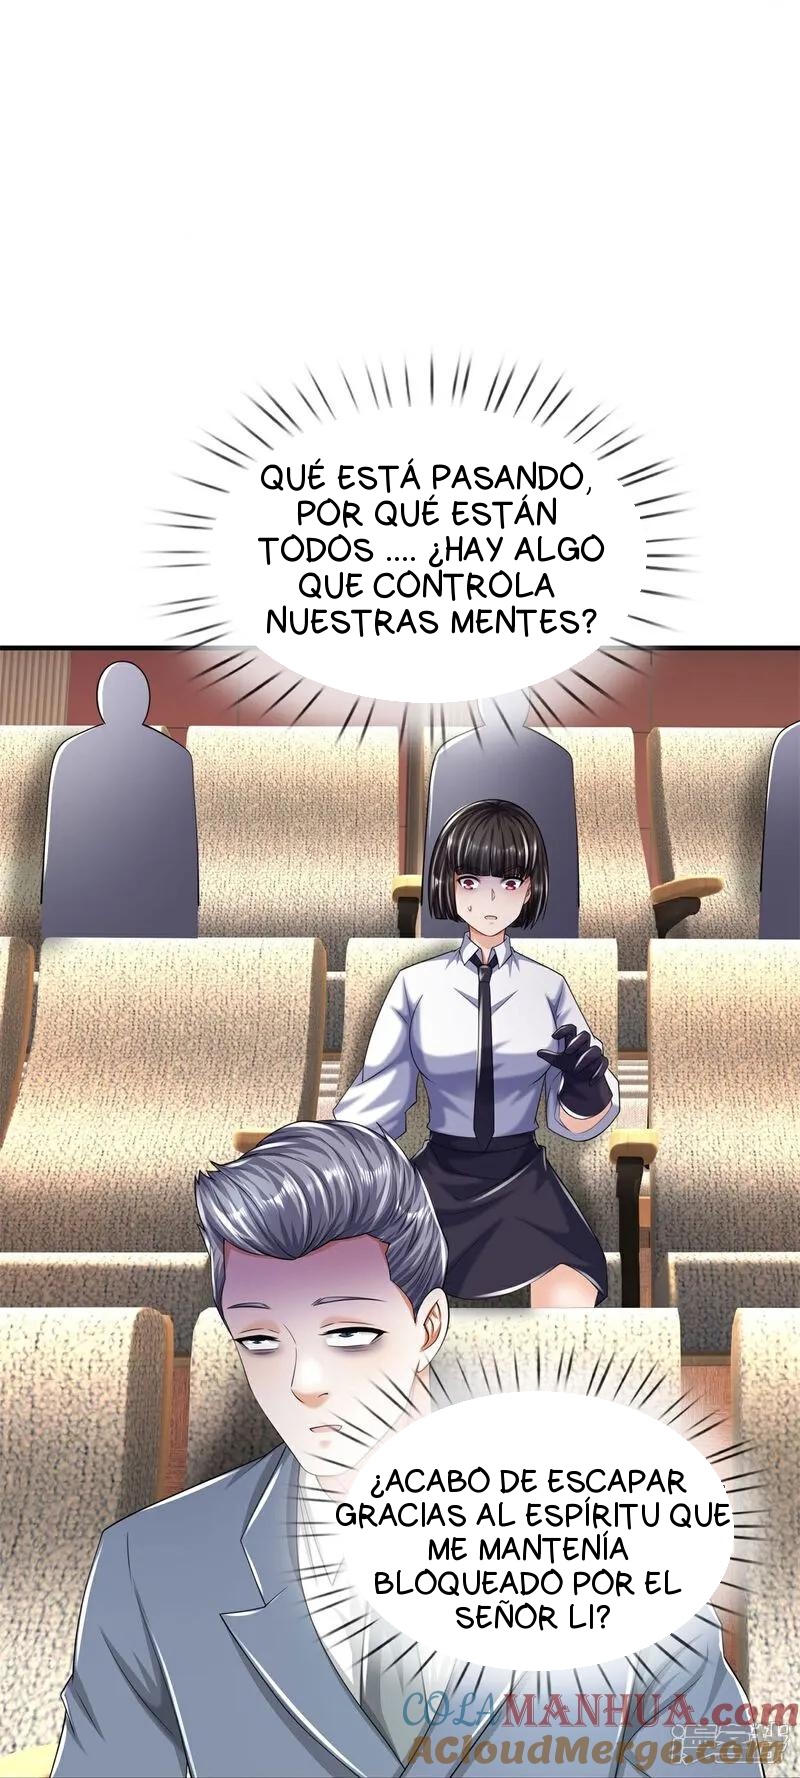 QUÉ ESTÁ PASANDO,
POR QUÉ ESTÁN
TODOS .... ¿HAY ALGO
QUE CONTROLA
NUESTRAS MENTES?
¿ACABO DE ESCAPAR
GRACIAS AL ESPÍRITU QUE
ME MANTENÍA
BLOQUEADO POR EL
SEÑOR LI?
COLAMANHUA.com
AcloudMerge.com